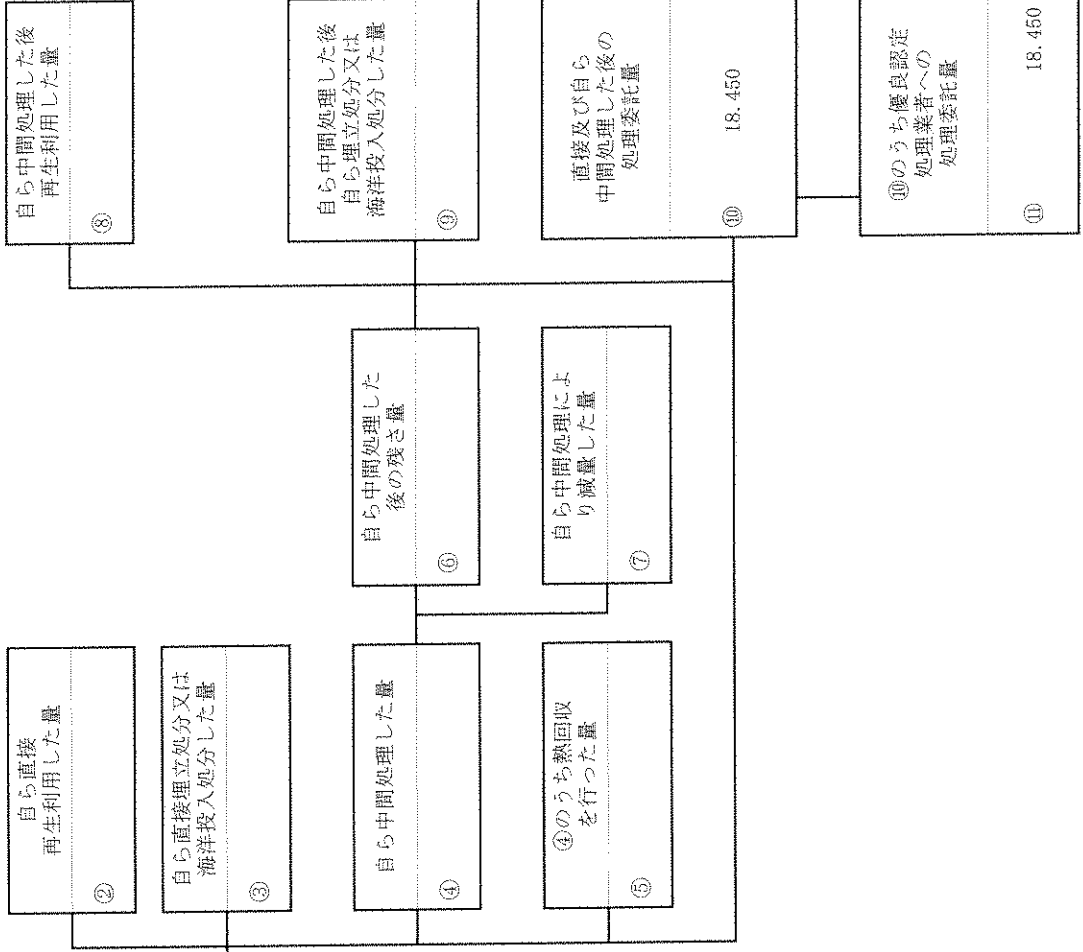 自ら直接
再生利用した量
②
自ら直接埋立処分又は
海洋投入処分した量
③
自ら中間処理した量
④
④のうち熱回収
を行った量
⑤
自ら中間処理した
後の残さ量
⑥
自ら中間処理によ
り減量した量
⑦
自ら中間処理した後
再生利用した量
⑧
自ら中間処理した後
自ら埋立処分又は
海洋投入処分した量
⑨
直接及び自ら
中間処理した後の
処理委託量
⑩
18.450
⑩のうち優良認定
処理業者への
処理委託量
⑪
18.450